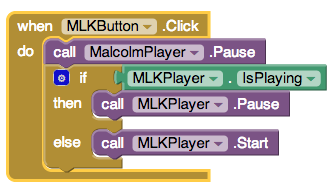 when MLKButton .Click
do call MalcolmPlayer .Pause
if MLKPlayer . IsPlaying
then call MLKPlayer .Pause
else call MLKPlayer .Start